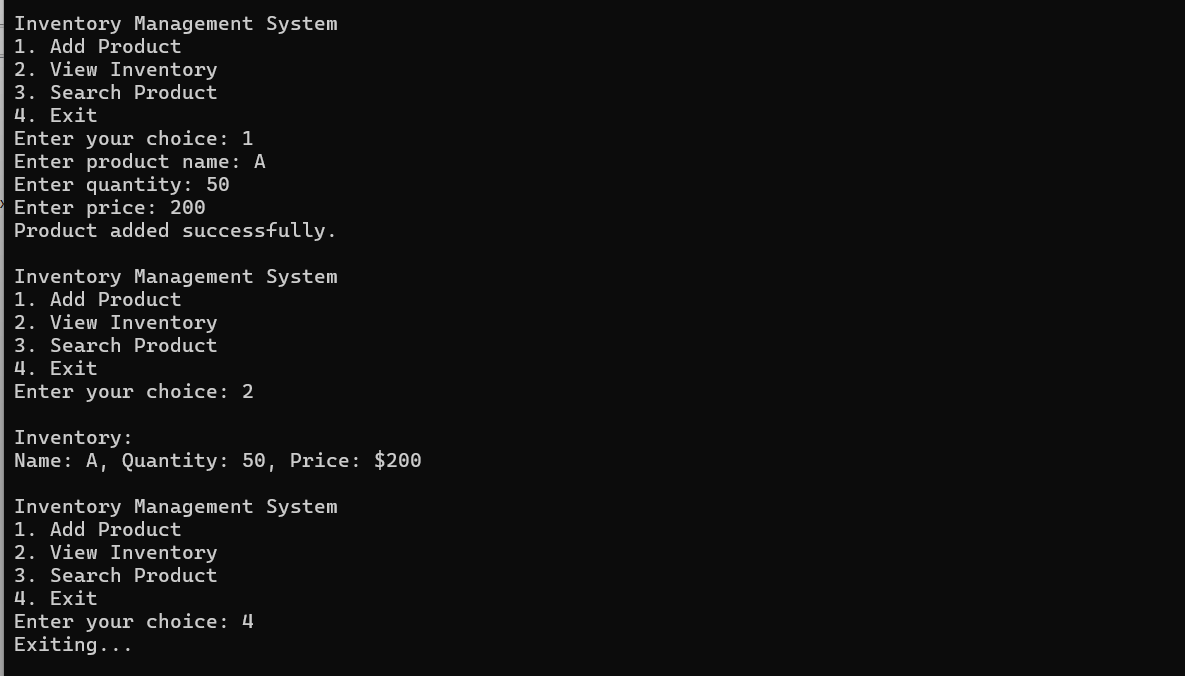 Inventory Management System
1. Add Product
2. View Inventory
3. Search Product
4. Exit
Enter your choice: 1
Enter product name: A
Enter quantity: 50
Enter price: 200
Product added successfully.
Inventory Management System
1. Add Product
2. View Inventory
3. Search Product
4. Exit
Enter your choice: 2
Inventory:
Name: A, Quantity: 50, Price: $200
Inventory Management System
1. Add Product
2. View Inventory
3. Search Product
4. Exit
Enter your choice: 4
Exiting...